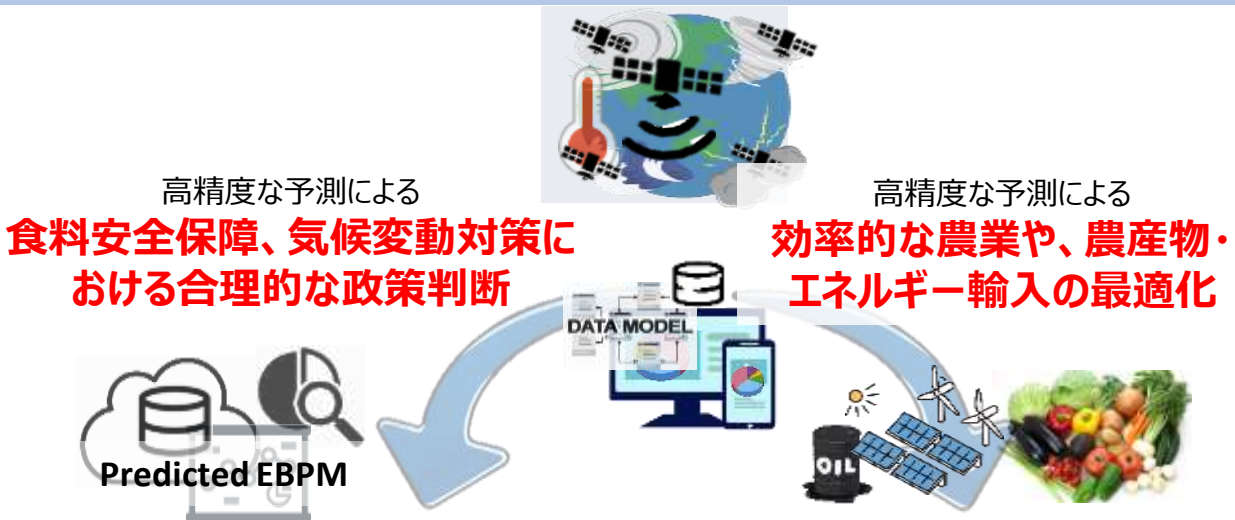 高精度な予測による
食料安全保障、気候変動対策に
おける合理的な政策判断
高精度な予測による
効率的な農業や、農産物・
エネルギー輸入の最適化
DATA MODEL
Predicted EBPM
OIL